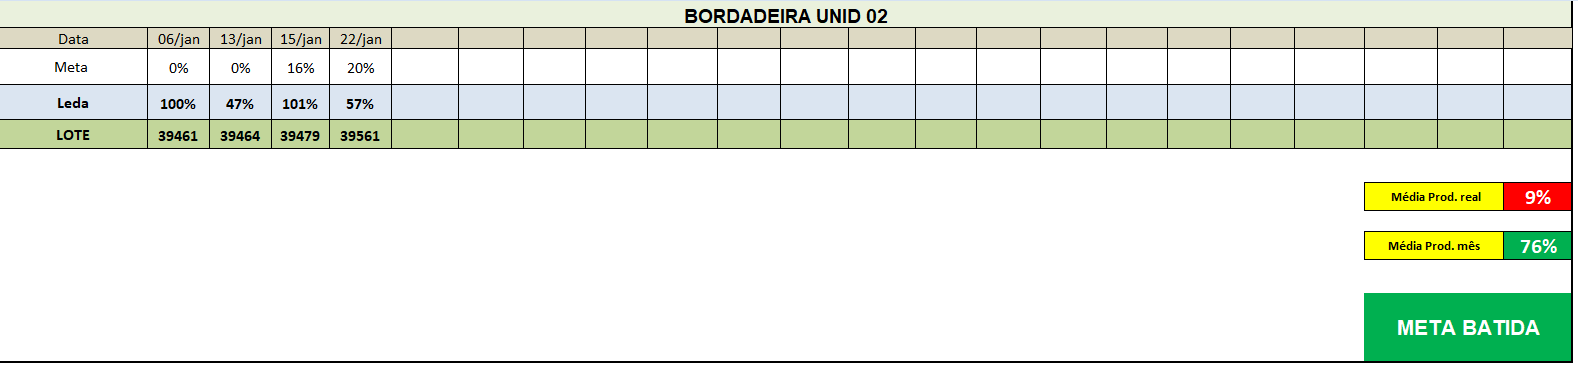 BORDADEIRA UNID 02
Data 06/jan 13/jan 15/jan 22/jan
Meta 0% 0% 16% 20%
Leda 100% 47% 101% 57%
LOTE 39461 39464 39479 39561
Média Prod. real 9%
Média Prod. mês 76%
META BATIDA